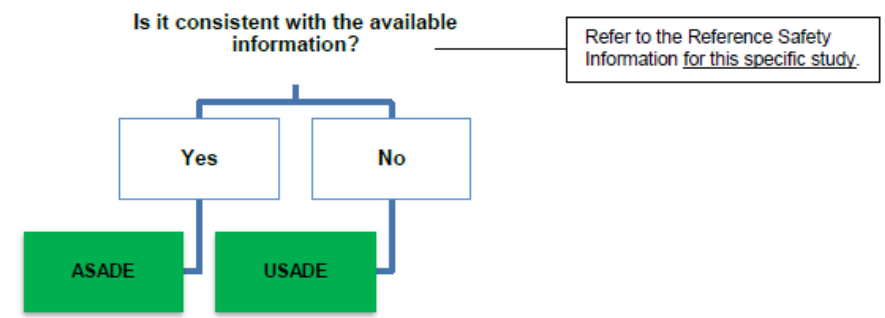 Is it consistent with the available
information?
Refer to the Reference Safety
Information for this specific study.
Yes
No
ASADE
USADE